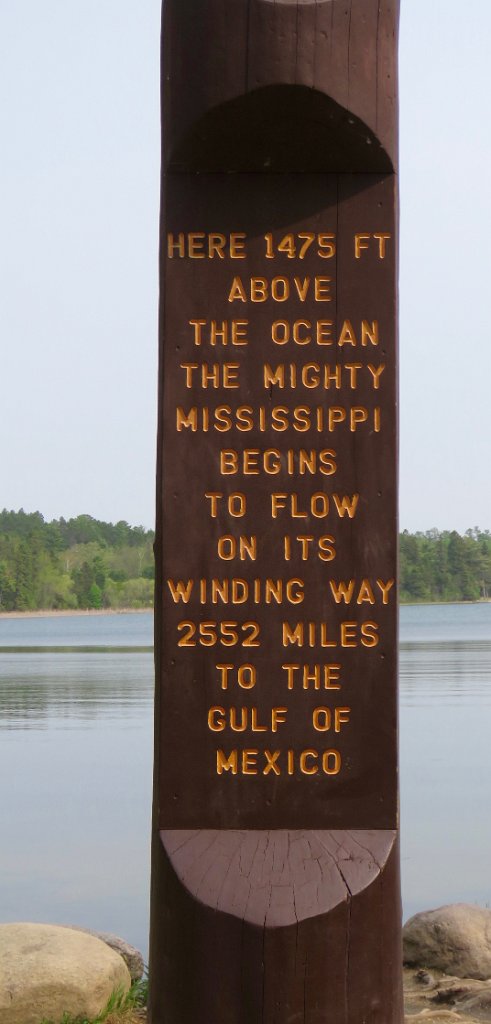 HERE 1475 FT
ABOVE
THE OCEAN
THE MIGHTY
MISSISSIPPI
BEGINS
TO FLOW
ON ITS
WINDING WAY
2552 MILES
TO THE
GULF OF
MEXICO